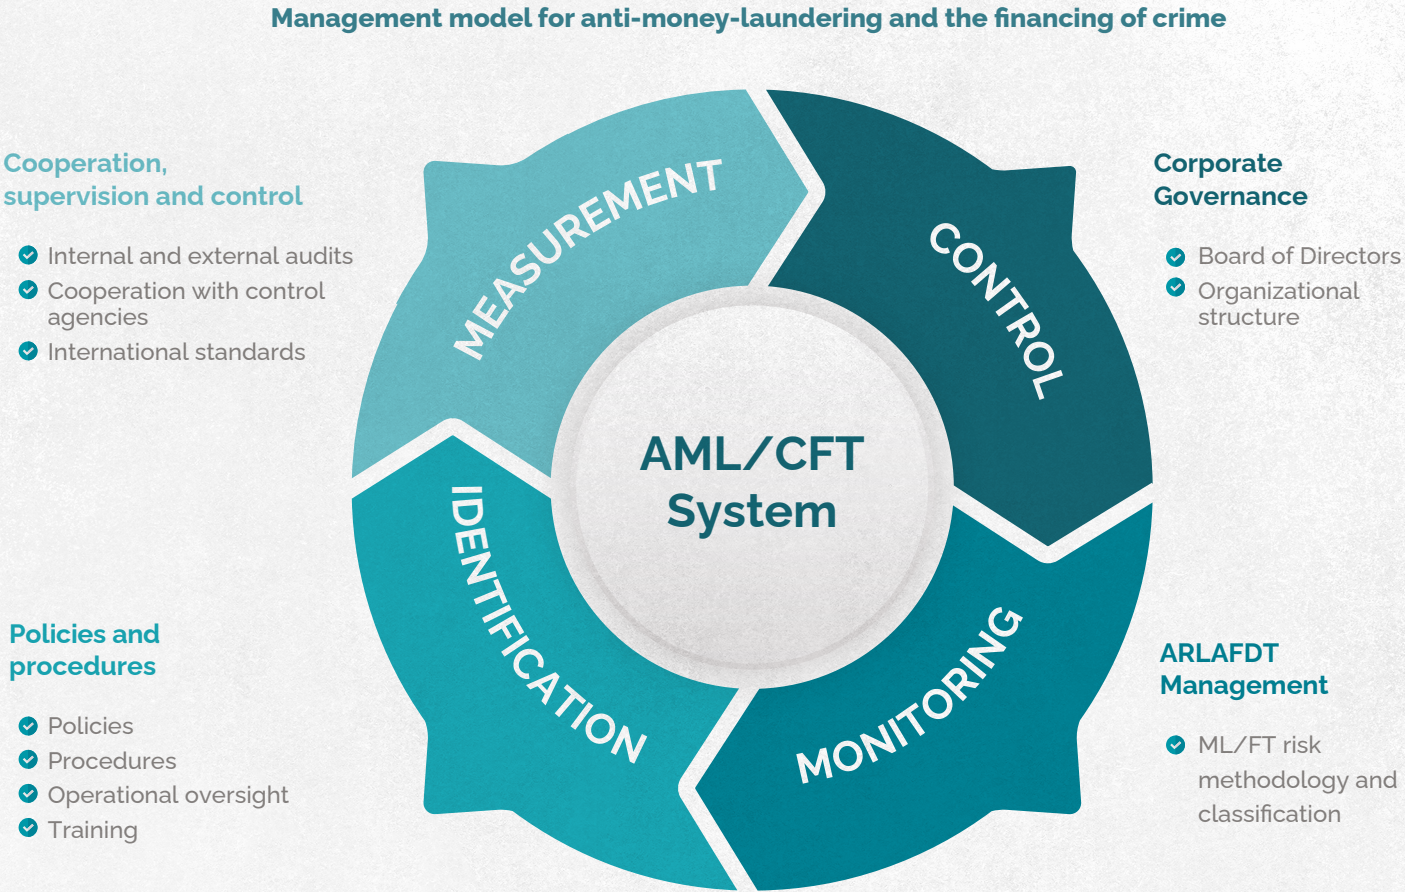 Management model for anti-money-laundering and the financing of crime
Cooperation,
supervision and control
Internal and external audits
Cooperation with control
agencies
International standards
MEASUREMENT
CONTROL
Corporate
Governance
Board of Directors
Organizational
structure
AML/CFT
System
IDENTIFICATION
MONITORING
Policies and
procedures
Policies
Procedures
Operational oversight
Training
ARLAFDT
Management
ML/FT risk
methodology and
classification